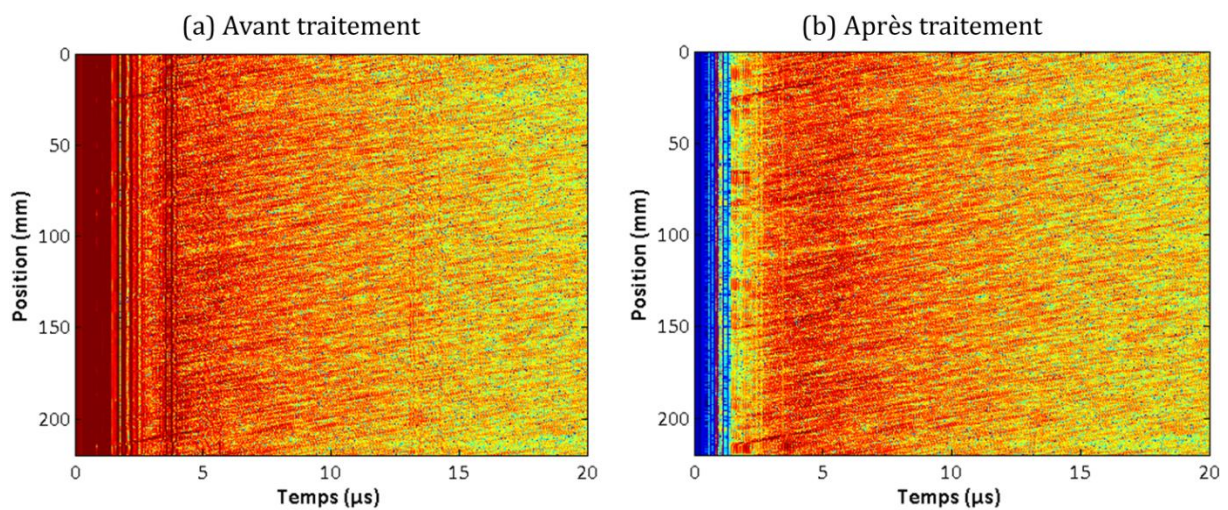 (a) Avant traitement
(b) Après traitement
Position (mm)
0
50
100
150
200
0 5 10 15 20
Temps (µs)
Position (mm)
0
50
100
150
200
0 5 10 15 20
Temps (µs)